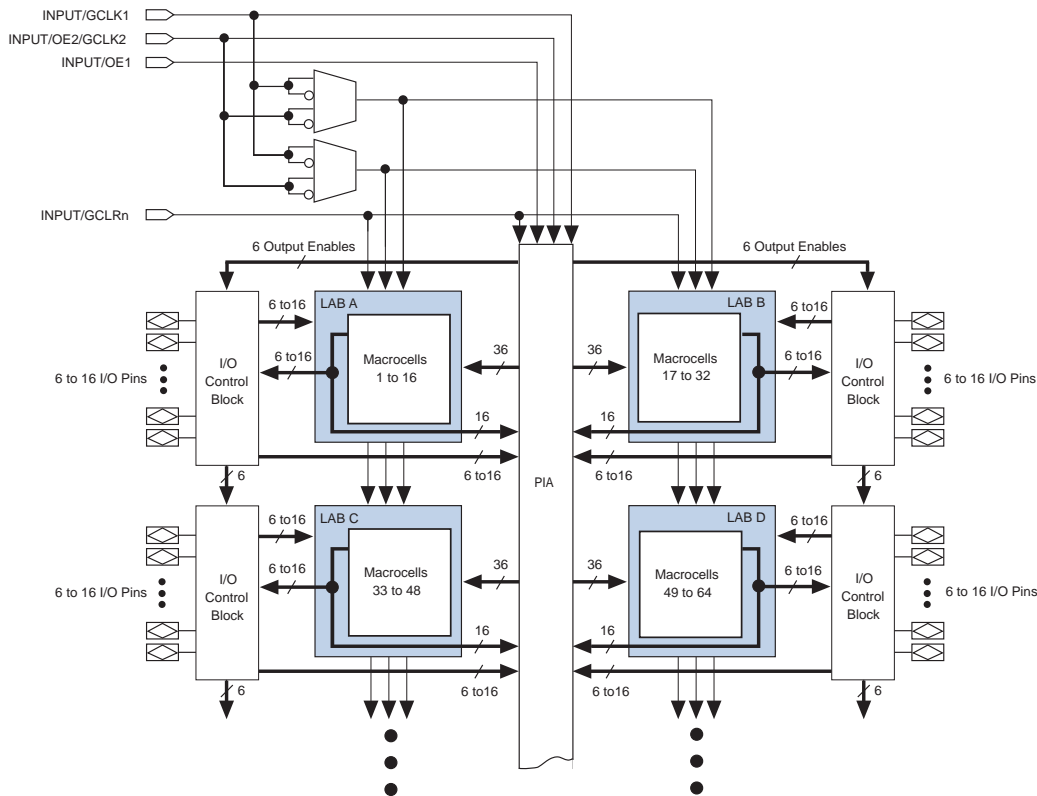 INPUT/GCLK1
INPUT/OE2/GCLK2
INPUT/OE1
INPUT/GCLRn
6 Output Enables
6 Output Enables
6 to16
LAB A
LAB B
6 to16
I/O
Control
Block
6 to16
Macrocells
1 to 16
36
36
Macrocells
17 to 32
6 to16
I/O
Control
Block
6 to 16 I/O Pins
6 to 16 I/O Pins
16
16
6 to16
6 to16
PIA
6
6
6 to16
LAB C
LAB D
6 to16
I/O
Control
Block
6 to16
Macrocells
33 to 48
36
36
Macrocells
49 to 64
6 to16
I/O
Control
Block
6 to 16 I/O Pins
6 to 16 I/O Pins
16
16
6 to16
6 to16
6
6